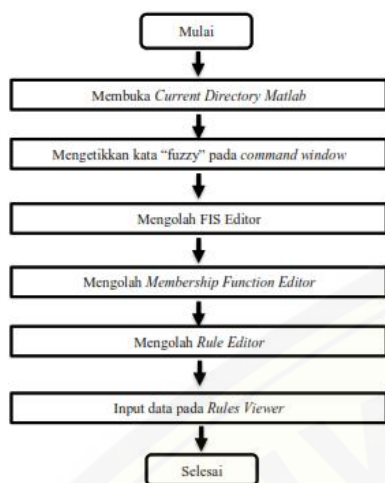 Mulai
Membuka Current Directory Matlab
Mengetikkan kata “fuzzy” pada command window
Mengolah FIS Editor
Mengolah Membership Function Editor
Mengolah Rule Editor
Input data pada Rules Viewer
Selesai